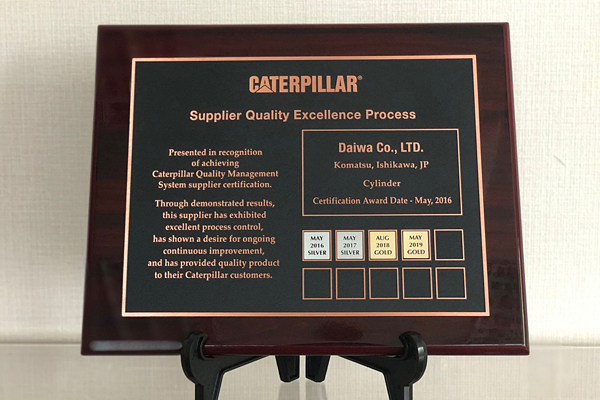 CATERPILLAR®
Supplier Quality Excellence Process
Presented in recognition
of achieving
Caterpillar Quality Management
System supplier certification.
Through demonstrated results,
this supplier has exhibited
excellent process control,
has shown a desire for ongoing
continuous improvement,
and has provided quality product
to their Caterpillar customers.
Daiwa Co., LTD.
Komatsu, Ishikawa, JP
Cylinder
Certification Award Date - May, 2016
MAY
2016
SILVER
MAY
2017
SILVER
AUG
2018
GOLD
MAY
2019
GOLD